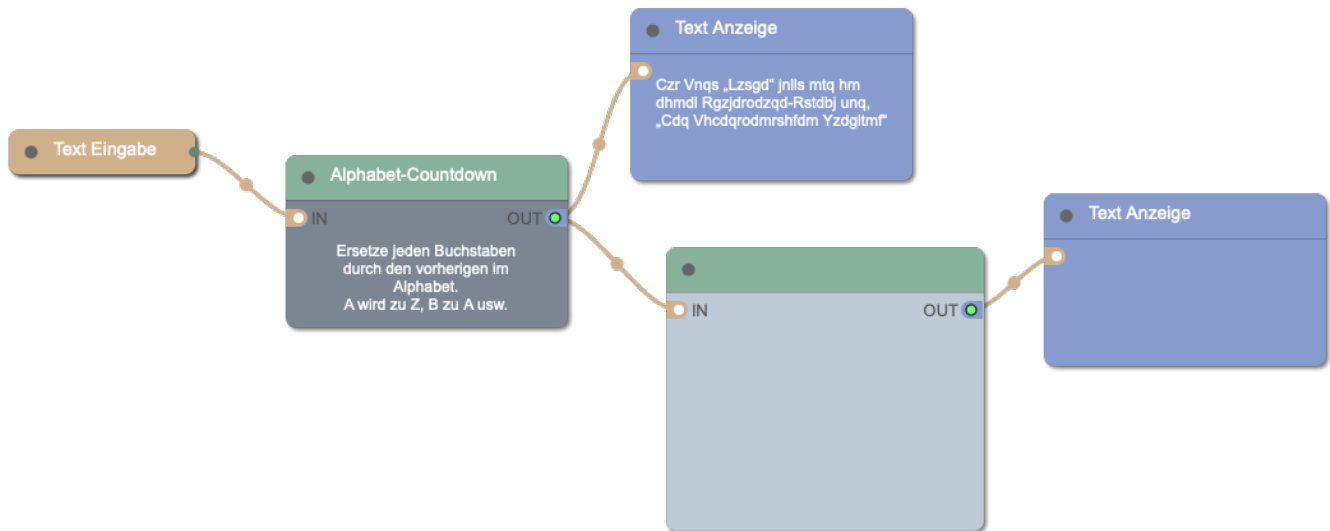 Text Eingabe
Alphabet-Countdown
IN
OUT
Ersetze jeden Buchstaben
durch den vorherigen im
Alphabet.
A wird zu Z, B zu A usw.
Text Anzeige
Czr Vnqs „Lzsgd“ jnlls mtq hm
dhmdl Rgzjdrodzqd-Rstdbj unq,
„Cdq Vhcdqrodmrshfdm Yzdgltmf“
IN
OUT
Text Anzeige